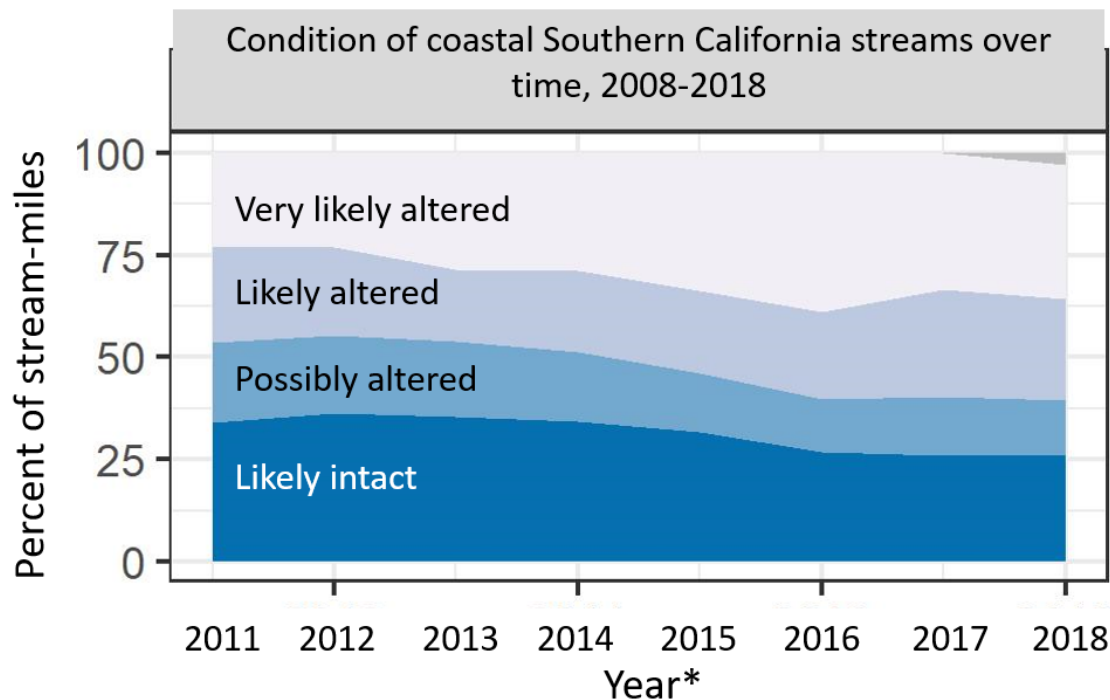 Condition of coastal Southern California streams over
time, 2008-2018
Percent of stream-miles
100
75
50
25
0
Very likely altered
Likely altered
Possibly altered
Likely intact
2011 2012 2013 2014 2015 2016 2017 2018
Year*